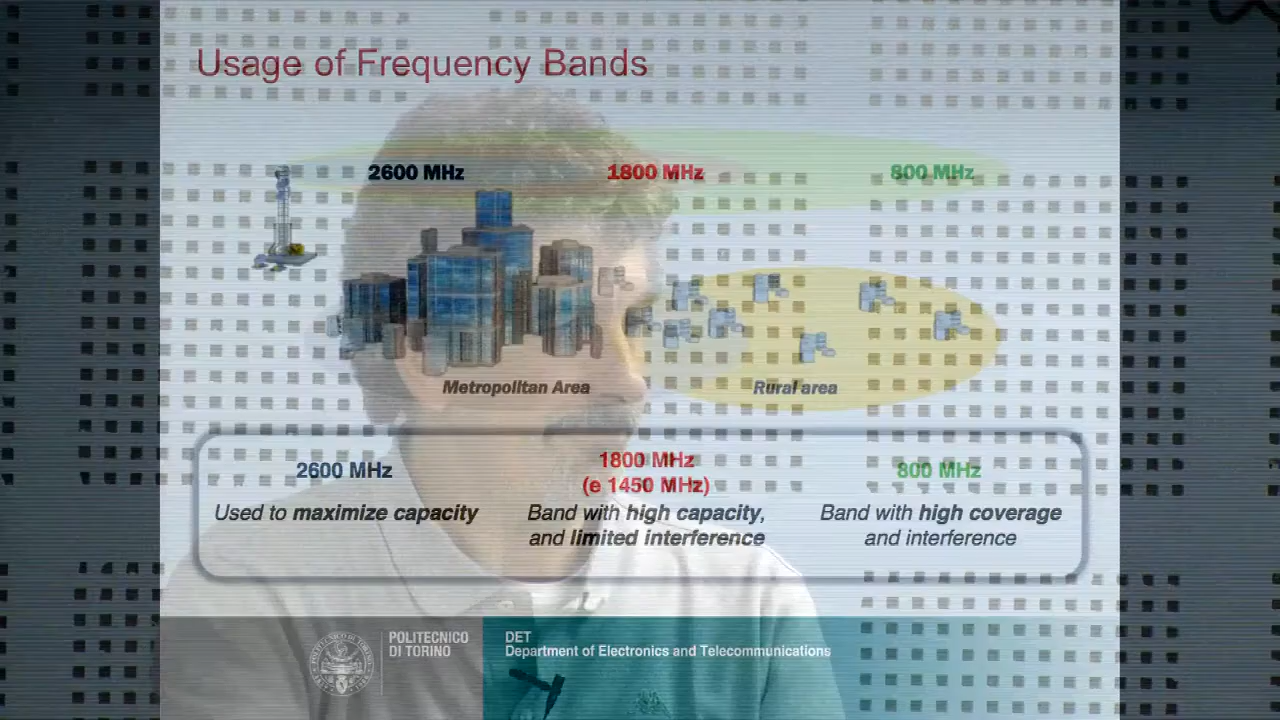 Usage of Frequency Bands
2600 MHz
1800 MHz
800 MHz
Metropolitan Area
Rural area
2600 MHz
Used to maximize capacity
1800 MHz
(e 1450 MHz)
Band with high capacity,
and limited interference
800 MHz
Band with high coverage
and interference
POLITECNICO
DI TORINO
DET
Department of Electronics and Telecommunications